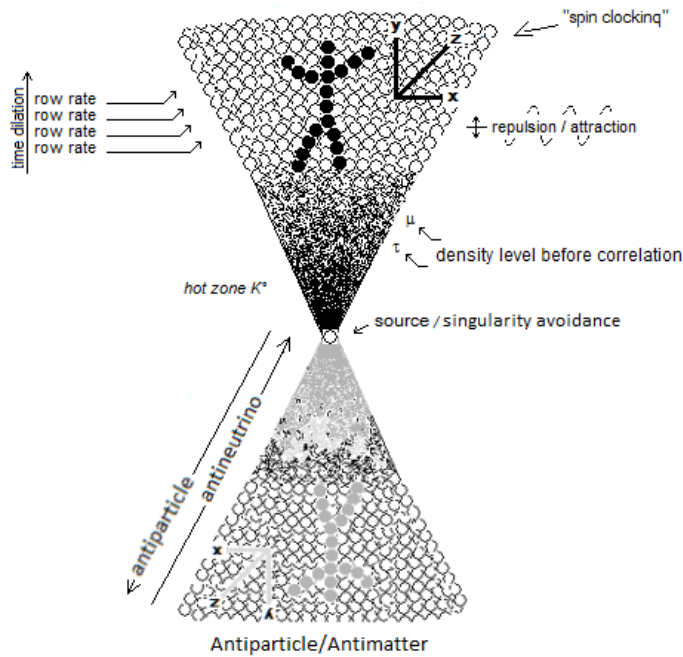 "spin clocking"
y
z
x
time dilation
row rate
row rate
row rate
row rate
repulsion / attraction
μ
τ
density level before correlation
hot zone K°
source / singularity avoidance
antiparticle
antineutrino
x
z
y
Antiparticle/Antimatter